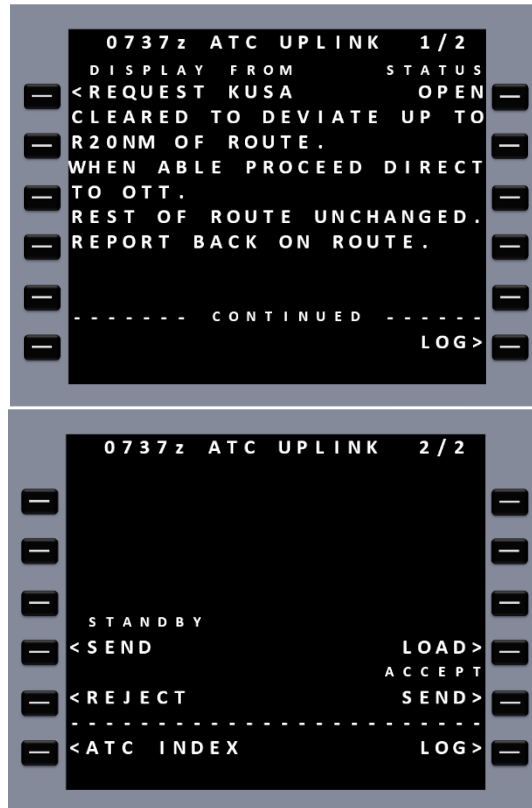 0737z ATC UPLINK 1/2
DISPLAY FROM STATUS
<REQUEST KUSA OPEN
CLEARED TO DEVIATE UP TO
R20NM OF ROUTE.
WHEN ABLE PROCEED DIRECT
TO OTT.
REST OF ROUTE UNCHANGED.
REPORT BACK ON ROUTE.
------- CONTINUED ------
LOG>
0737z ATC UPLINK 2/2
STANDBY
<SEND LOAD>
ACCEPT
<REJECT SEND>
------------------------
<ATC INDEX LOG>